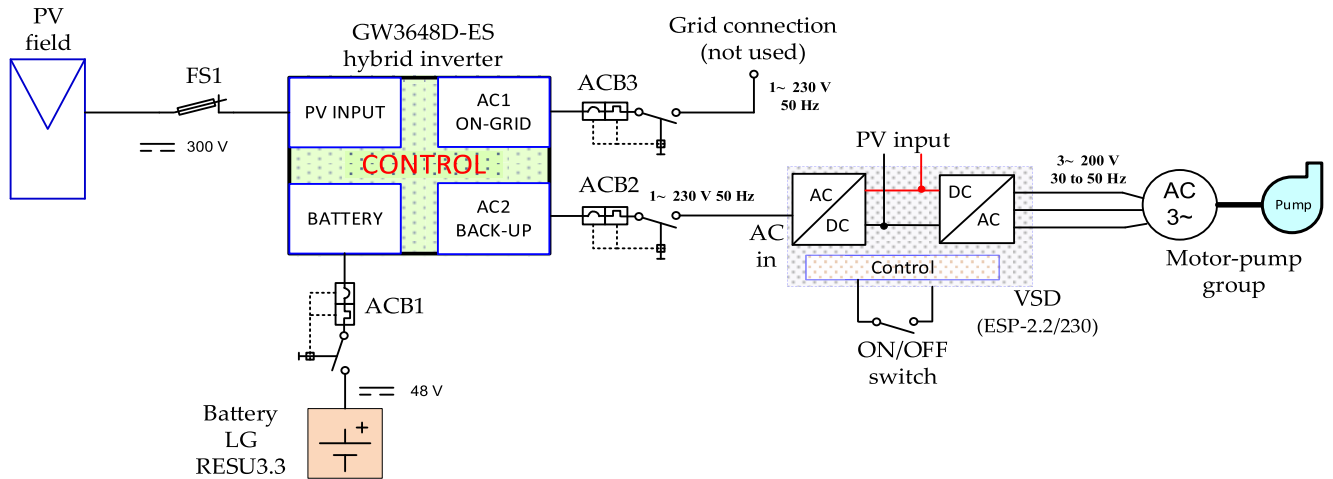 PV
field
FS1
300 V
GW3648D-ES
hybrid inverter
PV INPUT
AC1
ON-GRID
CONTROL
BATTERY
AC2
BACK-UP
ACB3
Grid connection
(not used)
1~ 230 V
50 Hz
ACB2
1~ 230 V 50 Hz
PV input
AC
DC
DC
AC
AC
in
Control
3~ 200 V
30 to 50 Hz
AC
3~
Pump
Motor-pump
group
VSD
(ESP-2.2/230)
ON/OFF
switch
ACB1
48 V
Battery
LG
RESU3.3
+